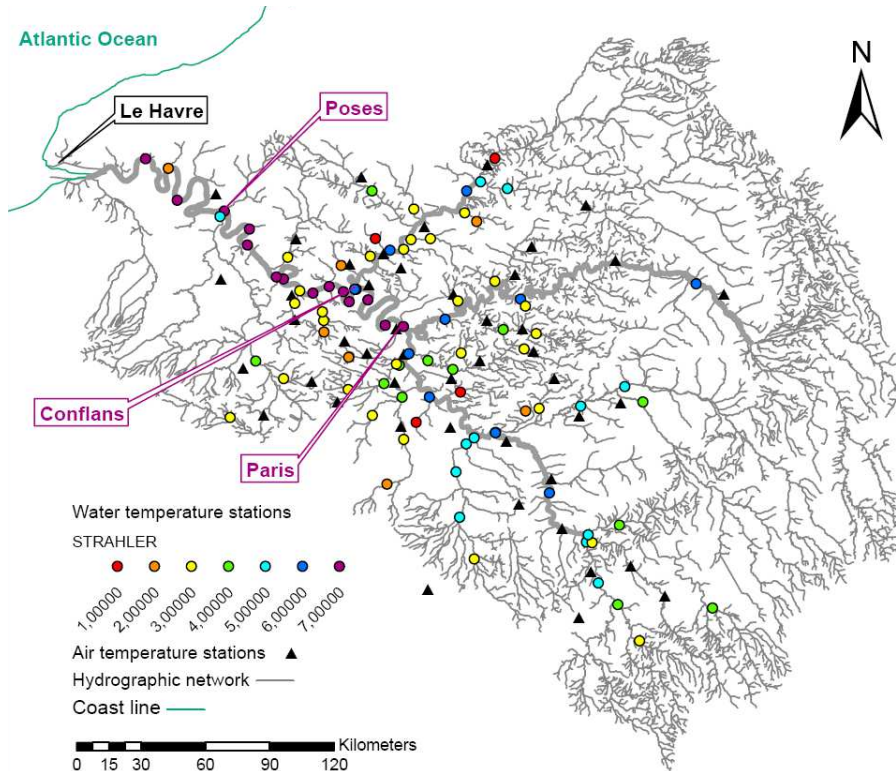 Atlantic Ocean
N
Le Havre
Poses
Conflans
Paris
Water temperature stations
STRAHLER
1,00000 2,00000 3,00000 4,00000 5,00000 6,00000 7,00000
Air temperature stations
Hydrographic network
Coast line
Kilometers
0 15 30 60 90 120